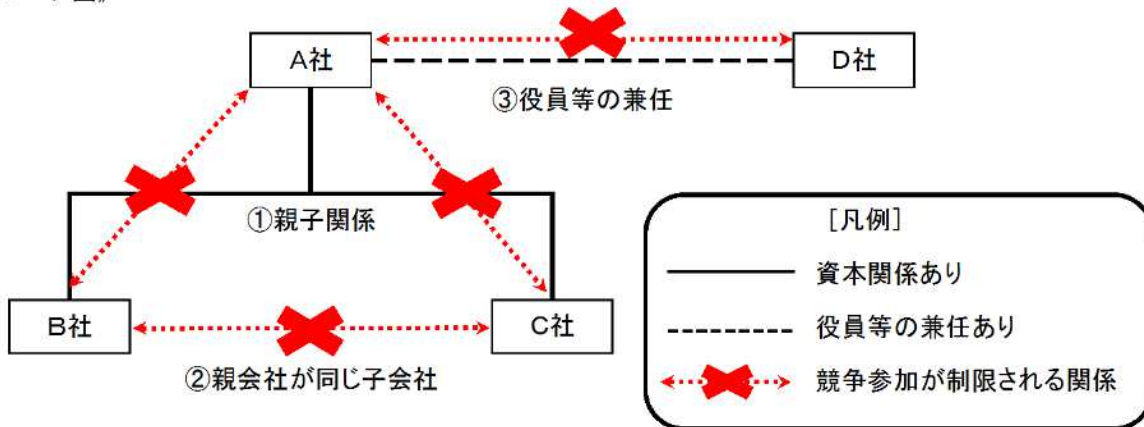 A社
D社
③役員等の兼任
①親子関係
B社
C社
②親会社が同じ子会社
[凡例]
資本関係あり
役員等の兼任あり
競争参加が制限される関係